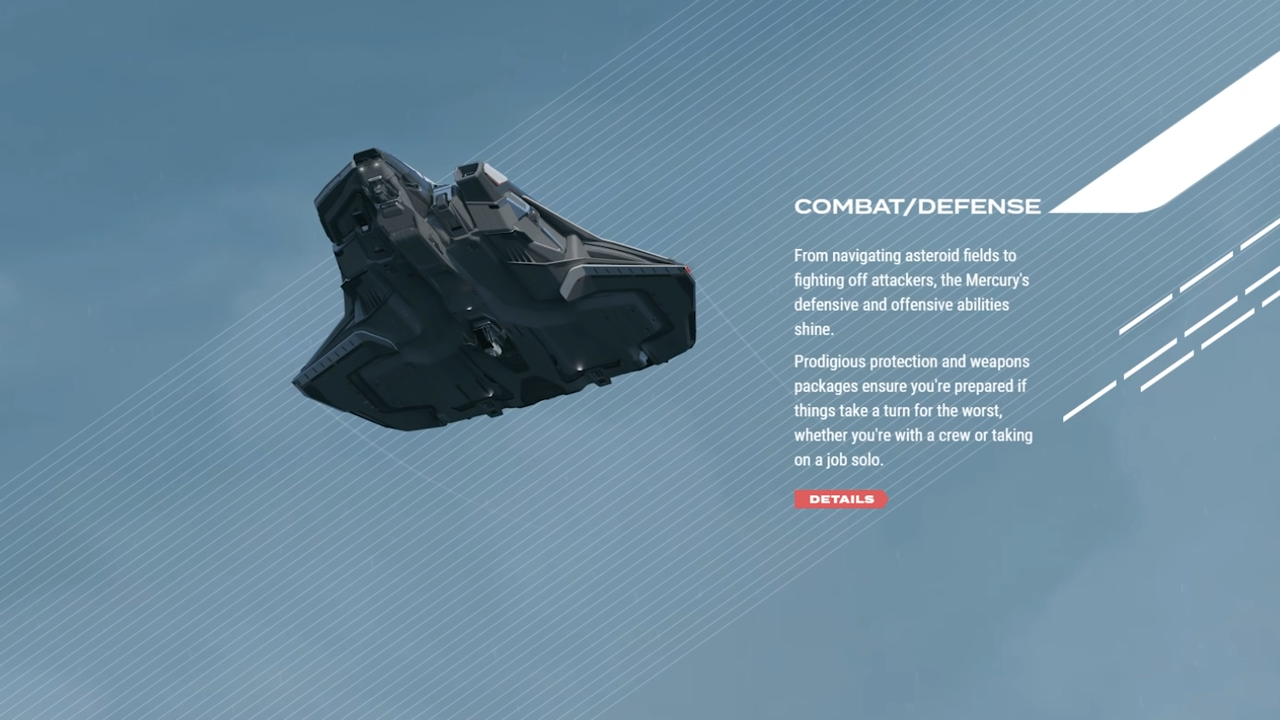 COMBAT/DEFENSE
From navigating asteroid fields to
fighting off attackers, the Mercury's
defensive and offensive abilities
shine.
Prodigious protection and weapons
packages ensure you're prepared if
things take a turn for the worst,
whether you're with a crew or taking
on a job solo.
DETAILS